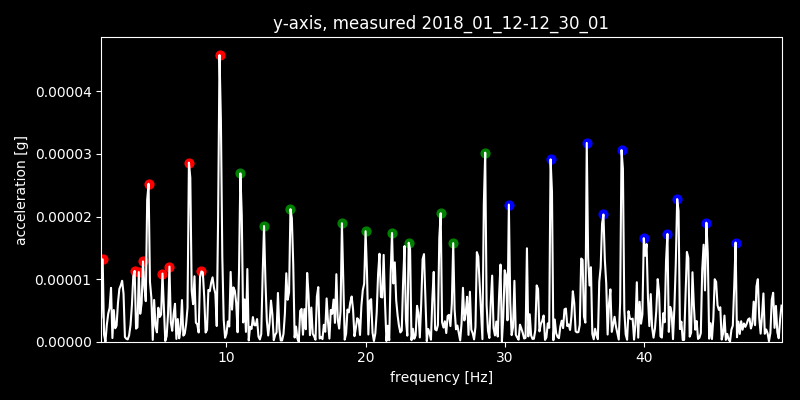 y-axis, measured 2018_01_12-12_30_01
acceleration [g]
0.00004
0.00003
0.00002
0.00001
0.00000
10 20 30 40
frequency [Hz]